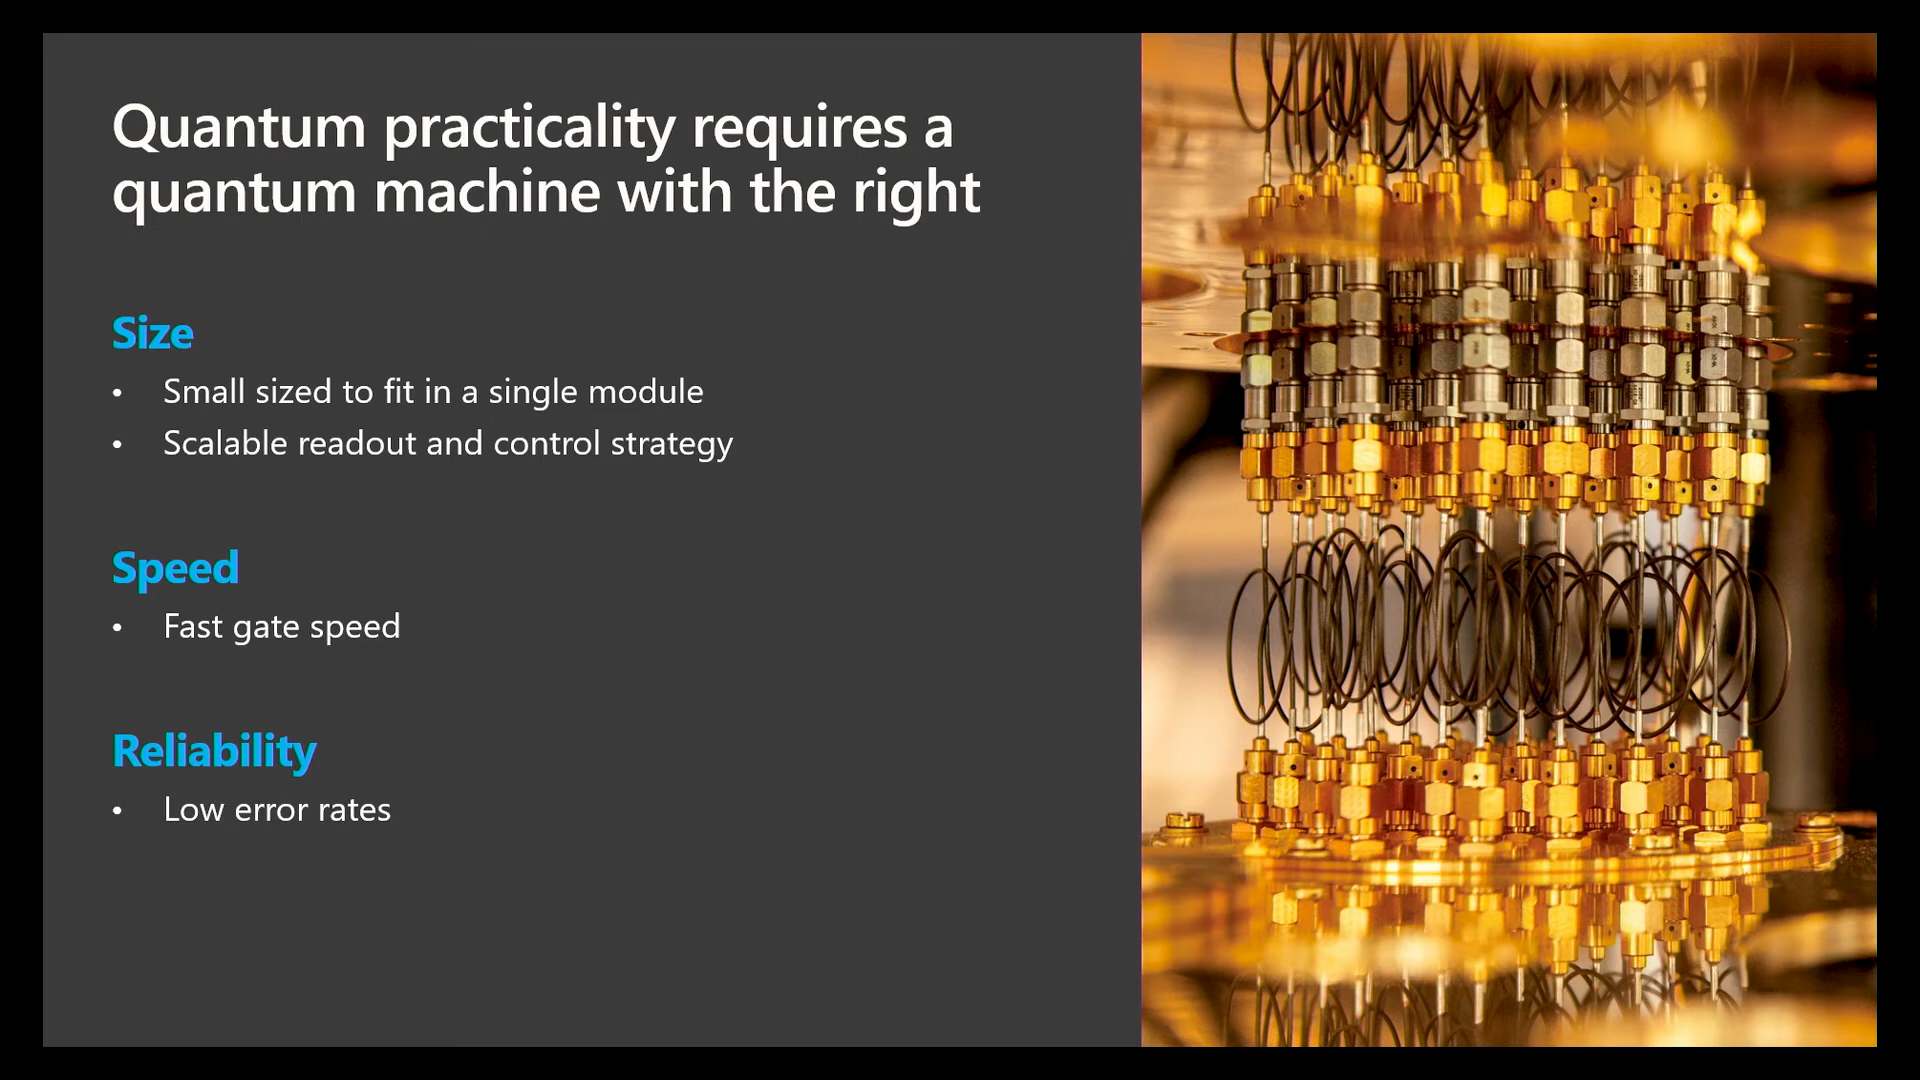 Quantum practicality requires a
quantum machine with the right
Size
• Small sized to fit in a single module
• Scalable readout and control strategy
Speed
• Fast gate speed
Reliability
• Low error rates